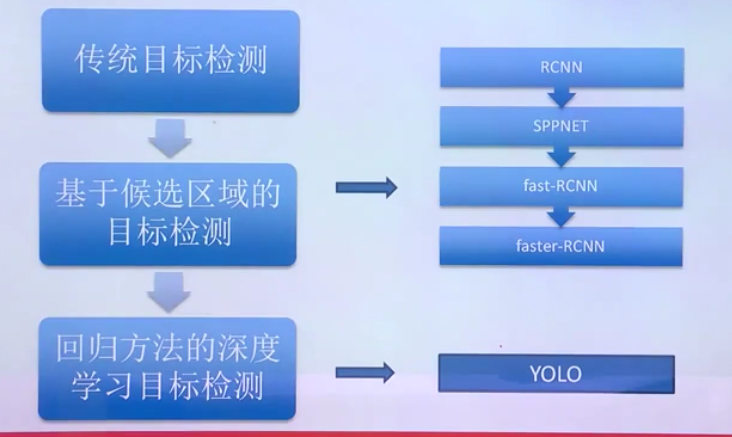 传统目标检测
基于候选区域的
目标检测
回归方法的深度
学习目标检测
RCNN
SPPNET
fast-RCNN
faster-RCNN
YOLO